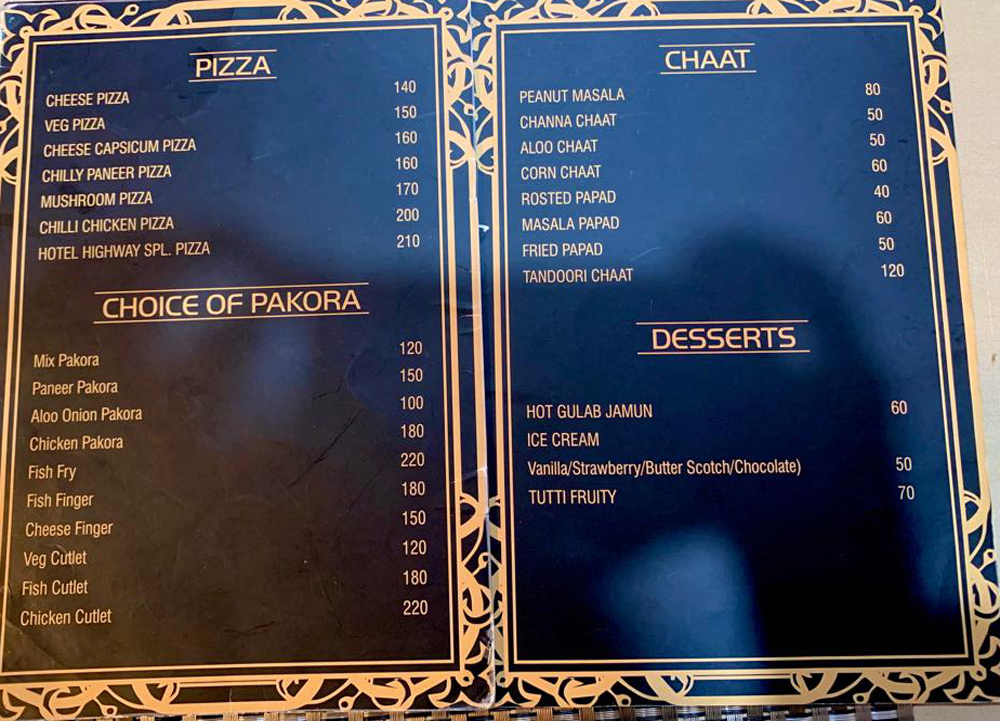 PIZZA
CHEESE PIZZA 140
VEG PIZZA 150
CHEESE CAPSICUM PIZZA 160
CHILLY PANEER PIZZA 160
MUSHROOM PIZZA 170
CHILLI CHICKEN PIZZA 200
HOTEL HIGHWAY SPL. PIZZA 210
CHOICE OF PAKORA
Mix Pakora 120
Paneer Pakora 150
Aloo Onion Pakora 100
Chicken Pakora 180
Fish Fry 220
Fish Finger 180
Cheese Finger 150
Veg Cutlet 120
Fish Cutlet 180
Chicken Cutlet 220
CHAAT
PEANUT MASALA 80
CHANNA CHAAT 50
ALOO CHAAT 50
CORN CHAAT 60
ROSTED PAPAD 40
MASALA PAPAD 60
FRIED PAPAD 50
TANDOORI CHAAT 120
DESSERTS
HOT GULAB JAMUN 60
ICE CREAM
Vanilla/Strawberry/Butter Scotch/Chocolate) 50
TUTTI FRUITY 70